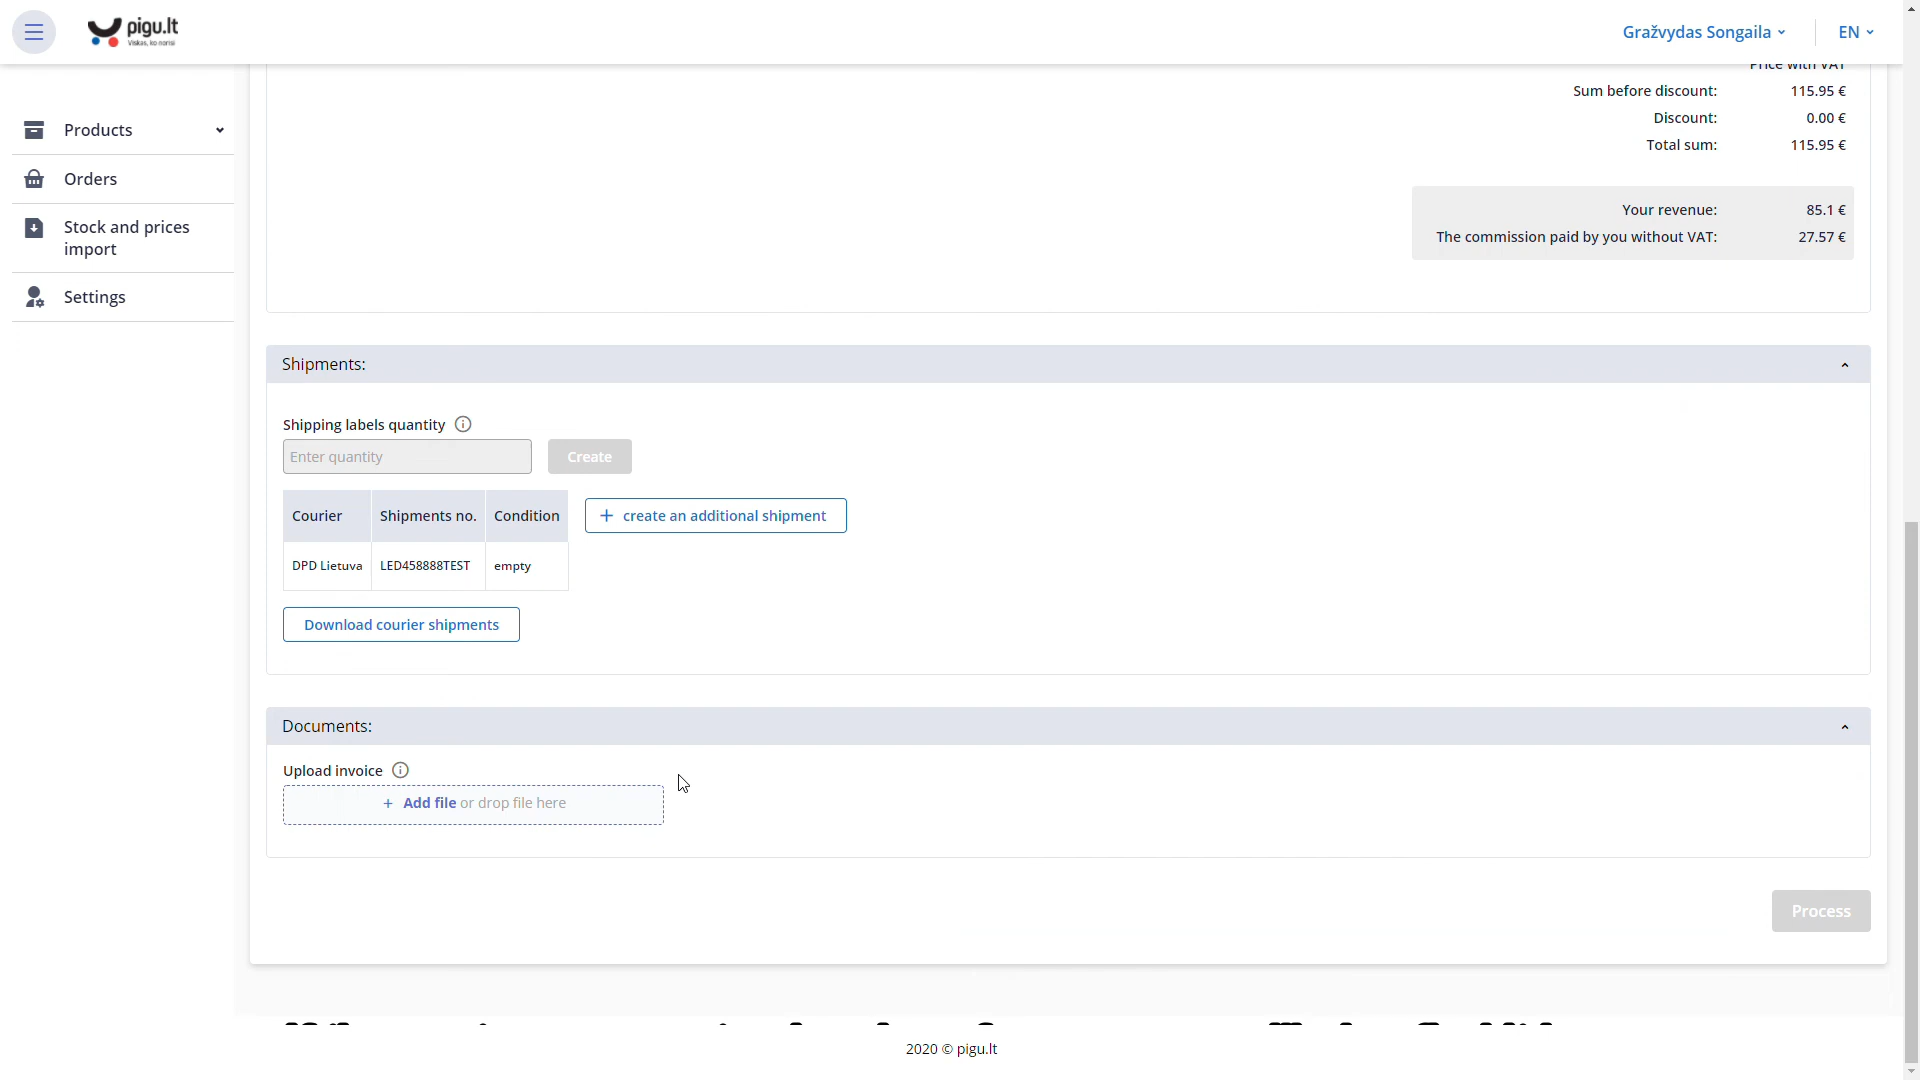 pigu.lt
Viskas, ko norisi
Gražvydas Songaila
EN
Products
Orders
Stock and prices
import
Settings
Price with VAT
Sum before discount: 115.95 €
Discount: 0.00 €
Total sum: 115.95 €
Your revenue: 85.1 €
The commission paid by you without VAT: 27.57 €
Shipments:
Shipping labels quantity
Enter quantity
Create
Courier Shipments no. Condition
+ create an additional shipment
DPD Lietuva LED458888TEST empty
Download courier shipments
Documents:
Upload invoice
+ Add file or drop file here
Process
2020 © pigu.lt